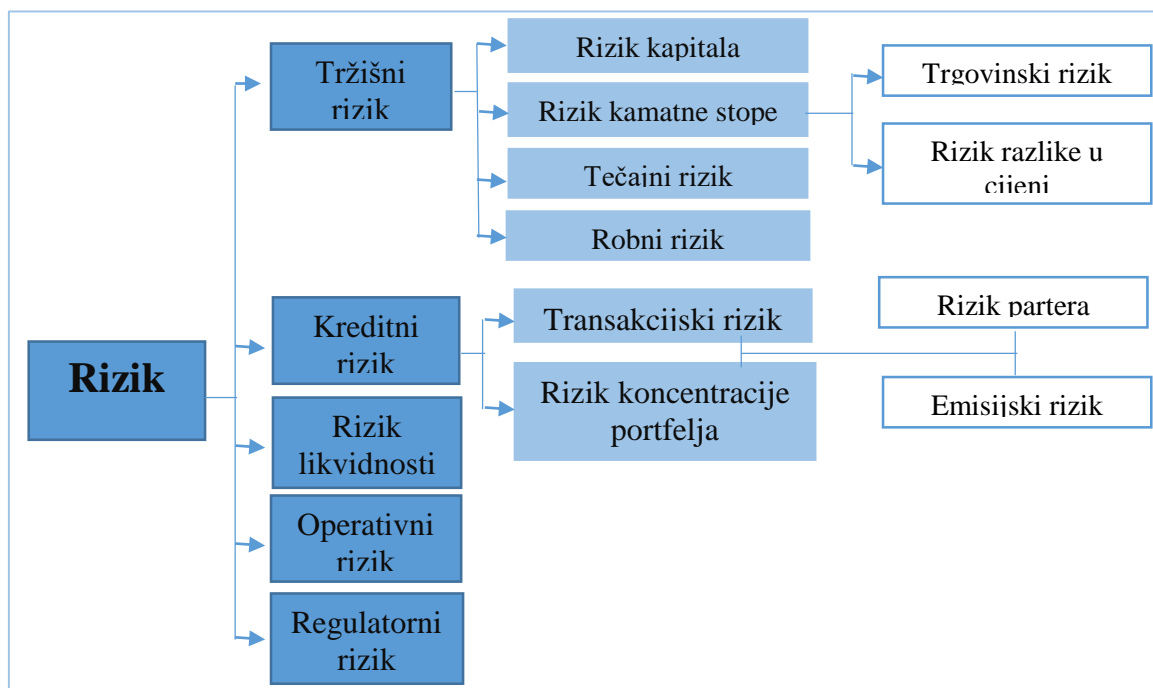 Rizik
Tržišni
rizik
Rizik kapitala
Rizik kamatne stope
Trgovinski rizik
Rizik razlike u
cijeni
Tečajni rizik
Robni rizik
Kreditni
rizik
Transakcijski rizik
Rizik koncentracije
portfelja
Rizik partera
Emisijski rizik
Rizik
likvidnosti
Operativni
rizik
Regulatorni
rizik